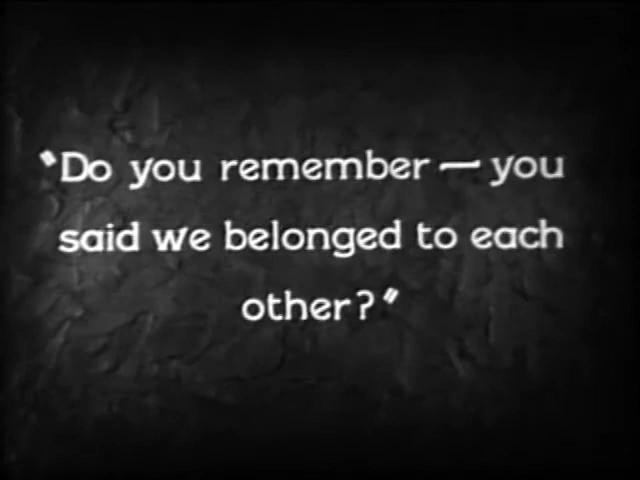 "Do you remember — you
said we belonged to each
other?"